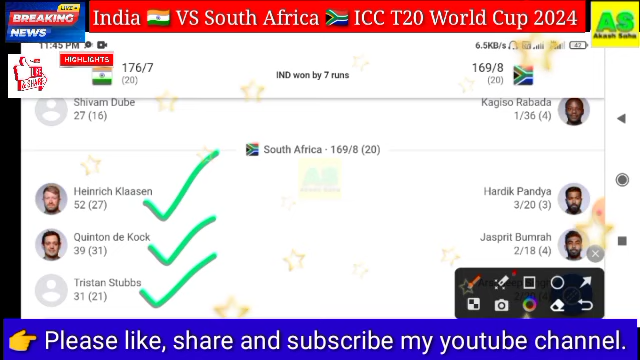 LIVE
BREAKING
NEWS
India 🇮🇳 VS South Africa 🇿🇦 ICC T20 World Cup 2024
AS
Akash Saha
11:45 PM
6.5KB/s
42
HIGHLIGHTS
LIKE
& SHARE
176/7
(20)
IND won by 7 runs
169/8
(20)
Shivam Dube
27 (16)
Kagiso Rabada
1/36 (4)
South Africa · 169/8 (20)
AS
Heinrich Klaasen
52 (27)
Hardik Pandya
3/20 (3)
Quinton de Kock
39 (31)
Jasprit Bumrah
2/18 (4)
Tristan Stubbs
31 (21)
👉 Please like, share and subscribe my youtube channel.